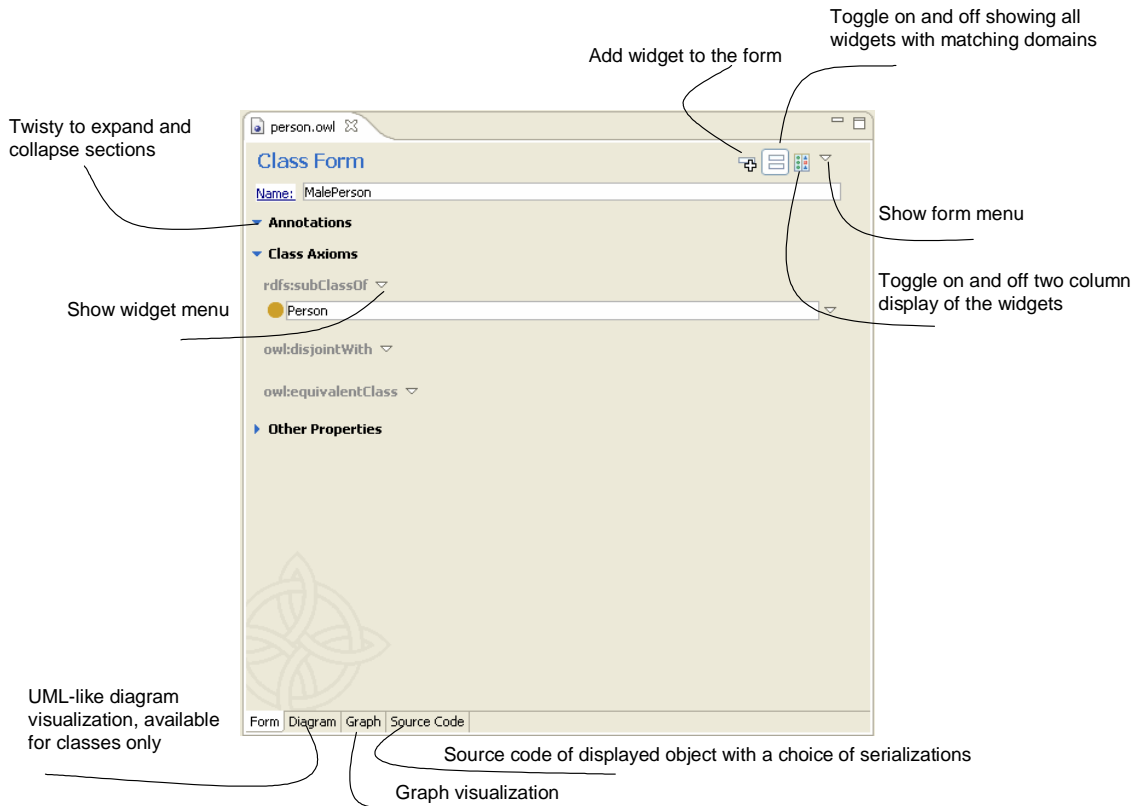 Toggle on and off showing all
widgets with matching domains
Add widget to the form
Twisty to expand and
collapse sections
person.owl
Class Form
Name: MalePerson
Annotations
Show form menu
Class Axioms
rdfs:subClassOf
Toggle on and off two column
display of the widgets
Show widget menu
Person
owl:disjointWith
owl:equivalentClass
Other Properties
UML-like diagram
visualization, available
for classes only
Form Diagram Graph Source Code
Source code of displayed object with a choice of serializations
Graph visualization